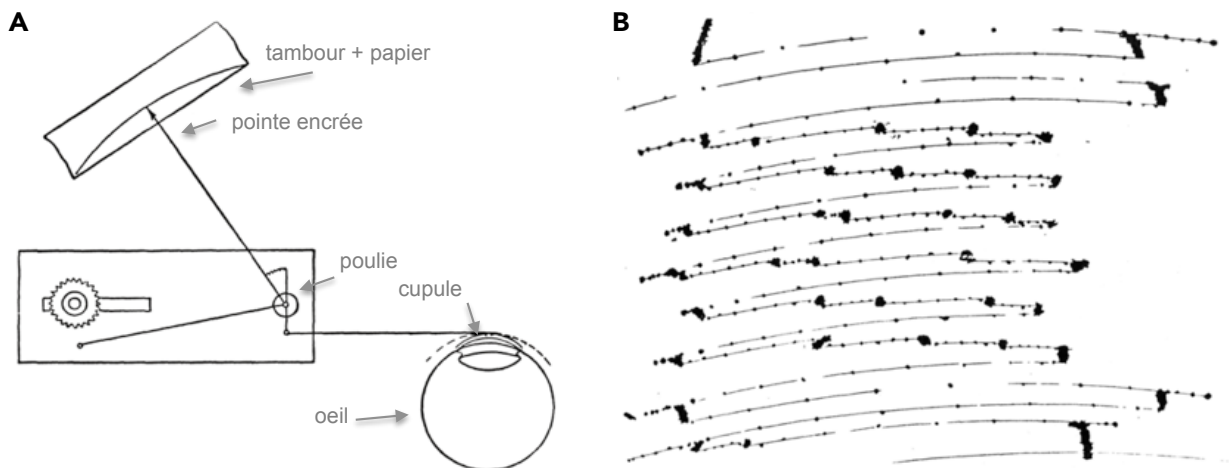 A
tambour + papier
pointe encrée
poulie
cupule
oeil
B